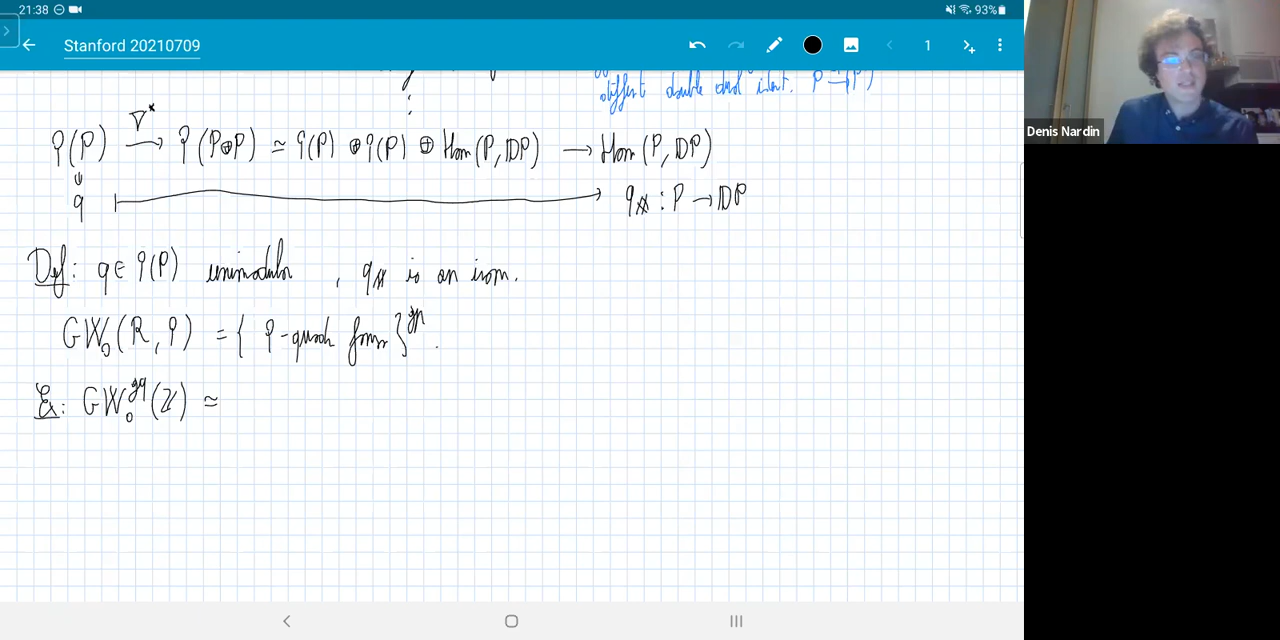 21:38 93%
Stanford 20210709 1
different double dual ident. P → P)
Ϙ(P) ∇* → Ϙ(P⊕P) ≃ Ϙ(P) ⊕ Ϙ(P) ⊕ Hom(P, DP) → Hom(P, DP)
q ⟼ q# : P → DP
Def: q ∈ Ϙ(P) unimodular , q# is an isom.
GW₀(R, Ϙ) = { Ϙ-quad forms }^gp .
Ex: GW₀^gq(ℤ) ≃
Denis Nardin